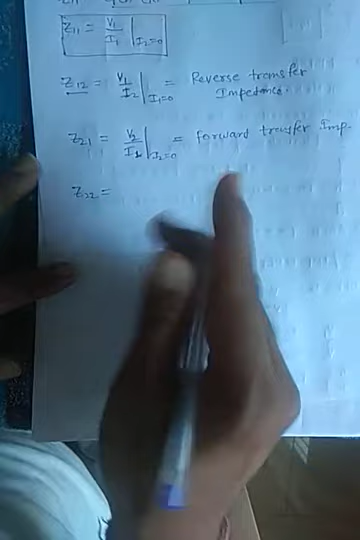 Z11 = V1/I1 | I2=0
Z12 = V1/I2 | I1=0 = Reverse transfer
Impedance.
Z21 = V2/I1 | I2=0 = forward transfer Imp.
Z22 =